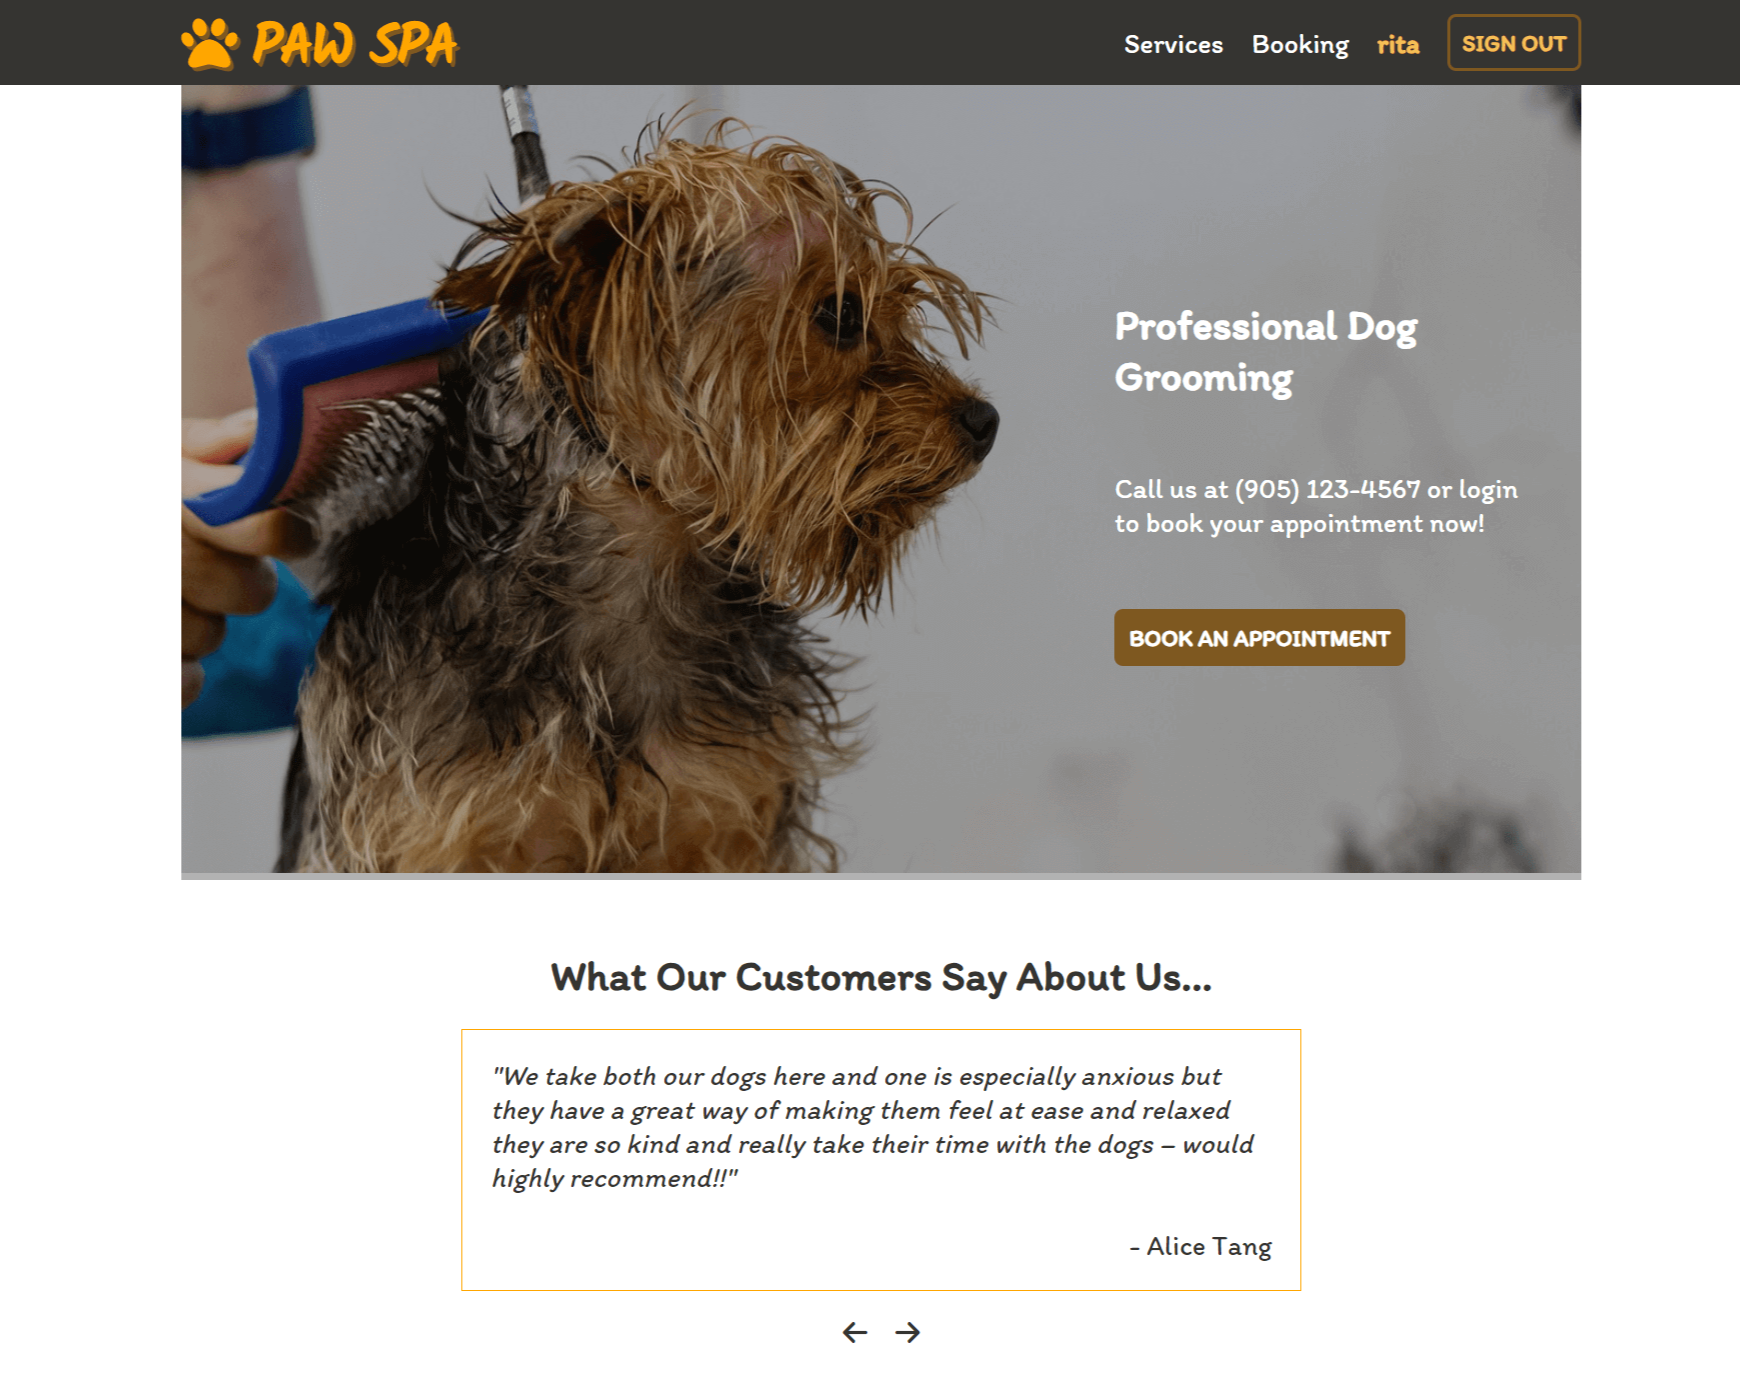 PAW SPA
Services Booking rita SIGN OUT
Professional Dog
Grooming
Call us at (905) 123-4567 or login
to book your appointment now!
BOOK AN APPOINTMENT
What Our Customers Say About Us...
"We take both our dogs here and one is especially anxious but
they have a great way of making them feel at ease and relaxed
they are so kind and really take their time with the dogs – would
highly recommend!!"
- Alice Tang